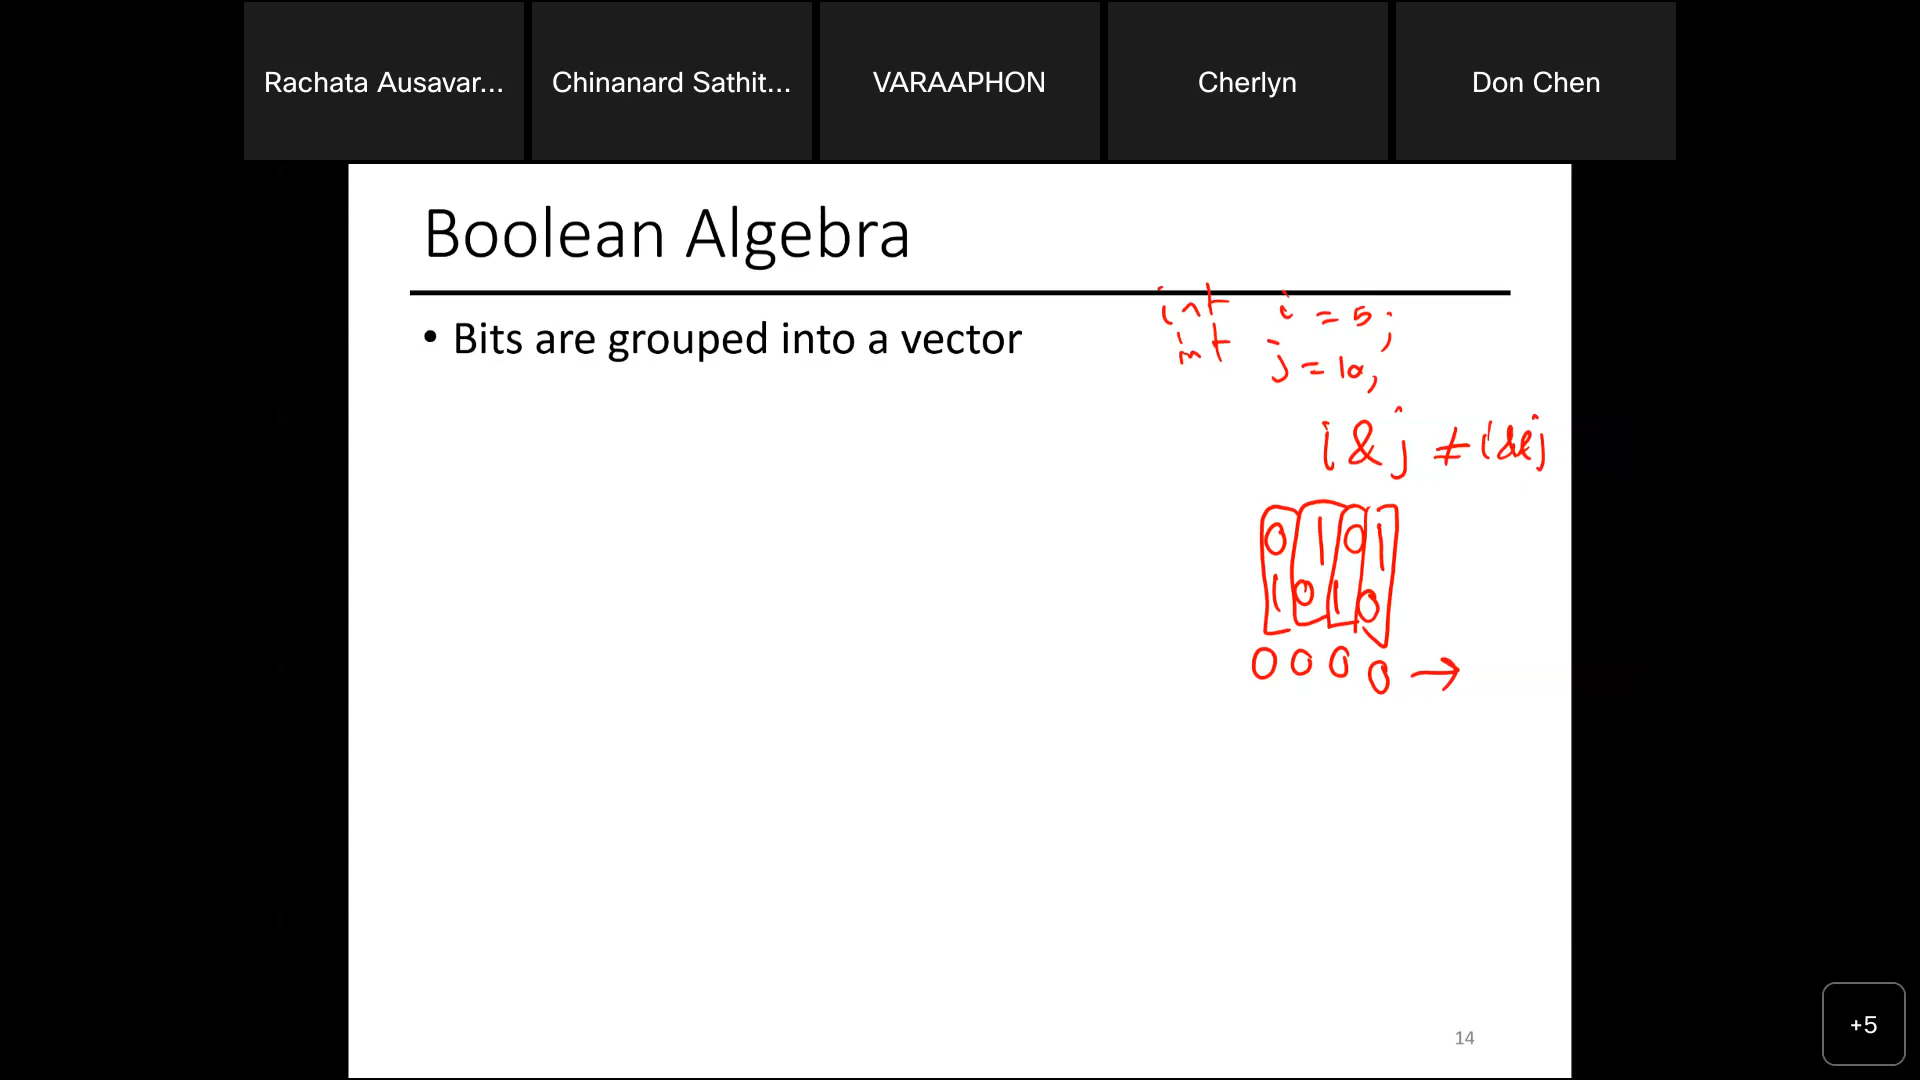 Rachata Ausavar... Chinanard Sathit... VARAAPHON Cherlyn Don Chen
Boolean Algebra
int i = 5;
• Bits are grouped into a vector
int j = 10;
i & j ≠ i && j
0 1 0 1
1 0 1 0
0 0 0 0 →
+5
14